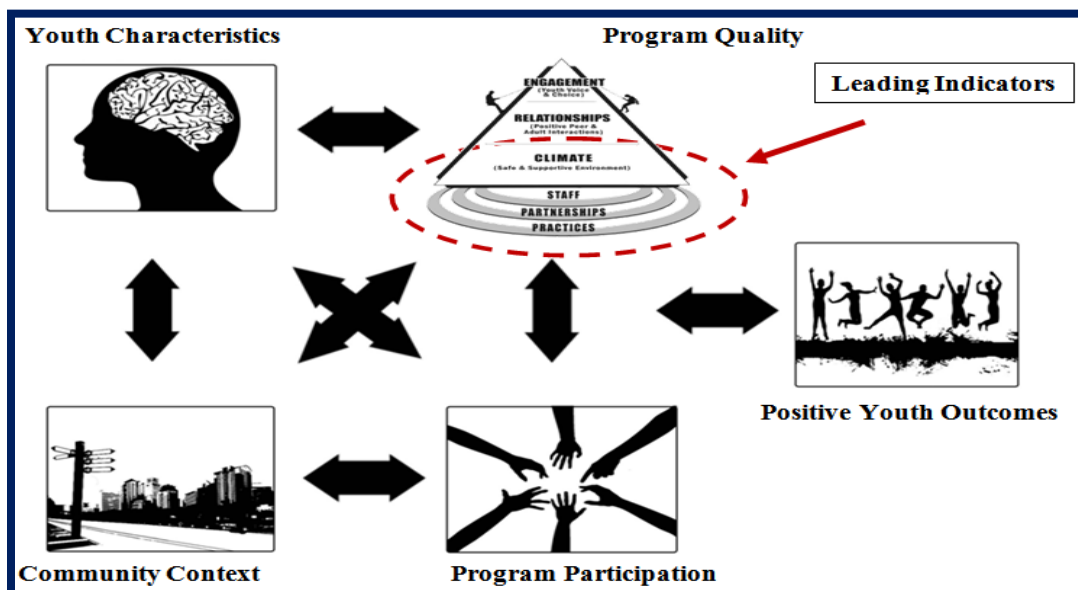 Youth Characteristics
Program Quality
Leading Indicators
ENGAGEMENT
(Youth Voice
& Choice)
RELATIONSHIPS
(Positive Peer &
Adult Interactions)
CLIMATE
(Safe & Supportive Environment)
STAFF
PARTNERSHIPS
PRACTICES
Positive Youth Outcomes
Community Context
Program Participation